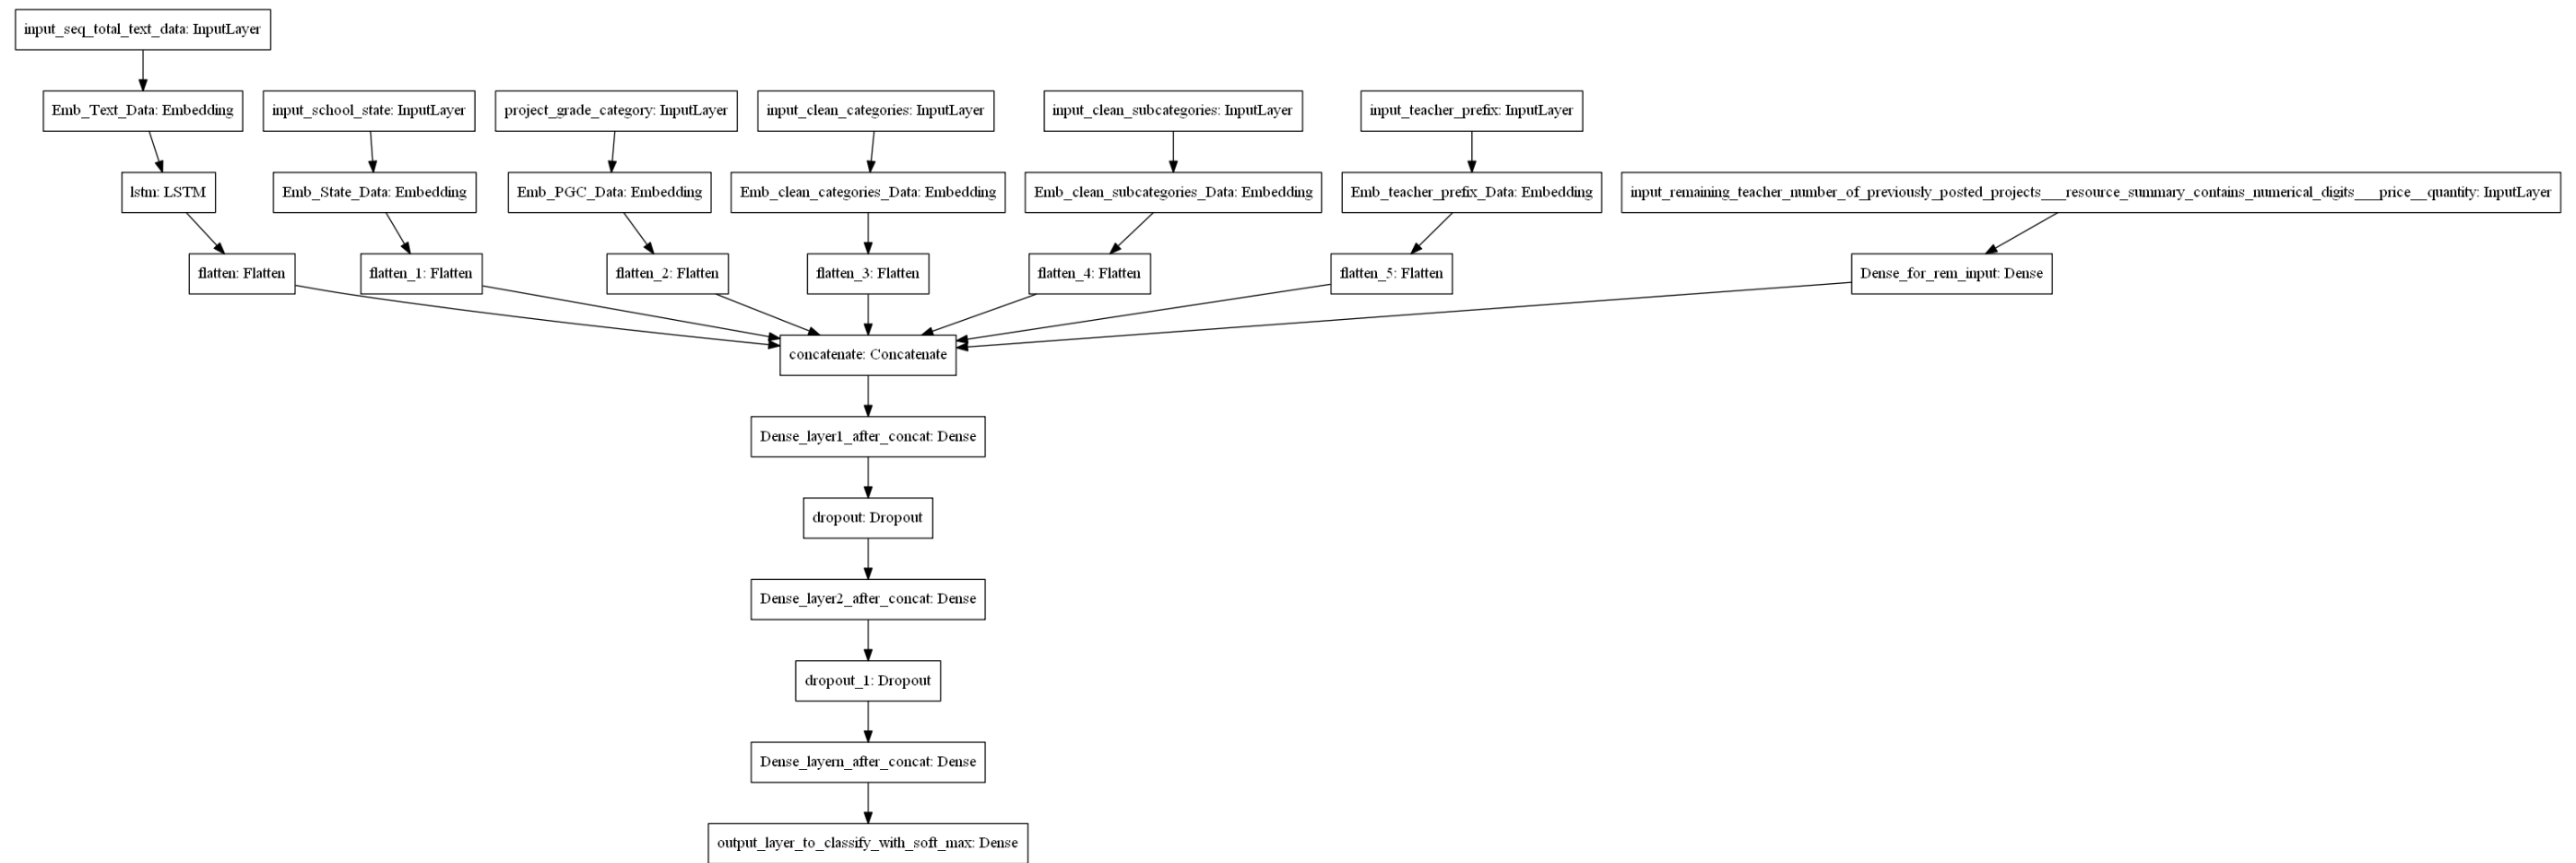 input_seq_total_text_data: InputLayer
Emb_Text_Data: Embedding
input_school_state: InputLayer
project_grade_category: InputLayer
input_clean_categories: InputLayer
input_clean_subcategories: InputLayer
input_teacher_prefix: InputLayer
lstm: LSTM
Emb_State_Data: Embedding
Emb_PGC_Data: Embedding
Emb_clean_categories_Data: Embedding
Emb_clean_subcategories_Data: Embedding
Emb_teacher_prefix_Data: Embedding
input_remaining_teacher_number_of_previously_posted_projects___resource_summary_contains_numerical_digits___price__quantity: InputLayer
flatten: Flatten
flatten_1: Flatten
flatten_2: Flatten
flatten_3: Flatten
flatten_4: Flatten
flatten_5: Flatten
Dense_for_rem_input: Dense
concatenate: Concatenate
Dense_layer1_after_concat: Dense
dropout: Dropout
Dense_layer2_after_concat: Dense
dropout_1: Dropout
Dense_layern_after_concat: Dense
output_layer_to_classify_with_soft_max: Dense